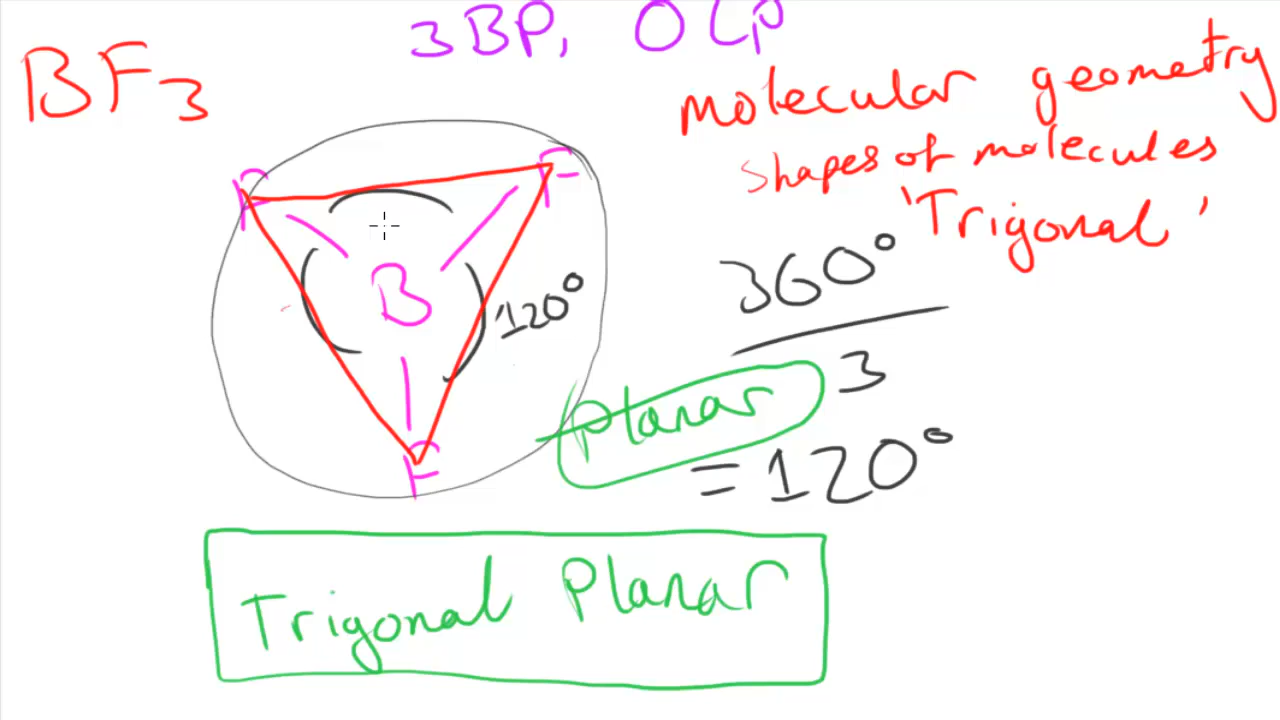 3BP, 0LP
BF3
molecular geometry
shapes of molecules
'Trigonal'
F F
B
F
120°
360°
3
= 120°
Planar
Trigonal Planar